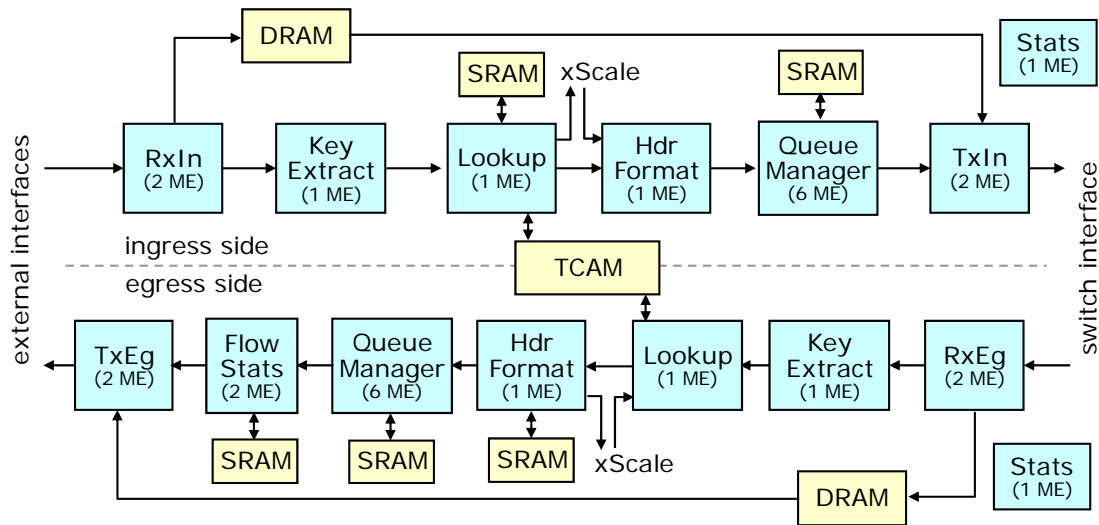 DRAM
Stats
(1 ME)
SRAM
xScale
SRAM
external interfaces
RxIn
(2 ME)
Key
Extract
(1 ME)
Lookup
(1 ME)
Hdr
Format
(1 ME)
Queue
Manager
(6 ME)
TxIn
(2 ME)
switch interface
ingress side
TCAM
egress side
TxEg
(2 ME)
Flow
Stats
(2 ME)
Queue
Manager
(6 ME)
Hdr
Format
(1 ME)
Lookup
(1 ME)
Key
Extract
(1 ME)
RxEg
(2 ME)
SRAM
SRAM
SRAM
xScale
DRAM
Stats
(1 ME)